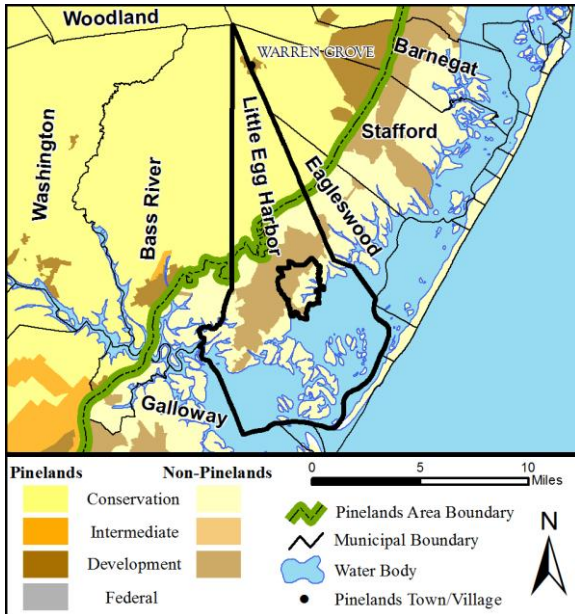 Woodland
WARREN GROVE
Barnegat
Stafford
Little Egg Harbor
Eagleswood
Washington
Bass River
Galloway
Pinelands Non-Pinelands
Conservation
Intermediate
Development
Federal
0 5 10
Miles
Pinelands Area Boundary
Municipal Boundary
Water Body
Pinelands Town/Village
N